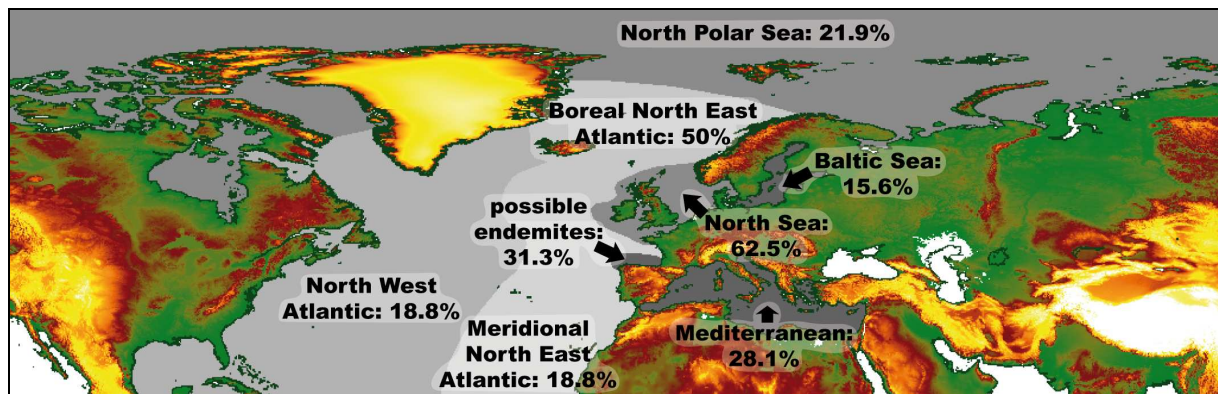 North Polar Sea: 21.9%
Boreal North East
Atlantic: 50%
Baltic Sea:
15.6%
possible
endemites:
31.3%
North Sea:
62.5%
North West
Atlantic: 18.8%
Meridional
North East
Atlantic: 18.8%
Mediterranean:
28.1%